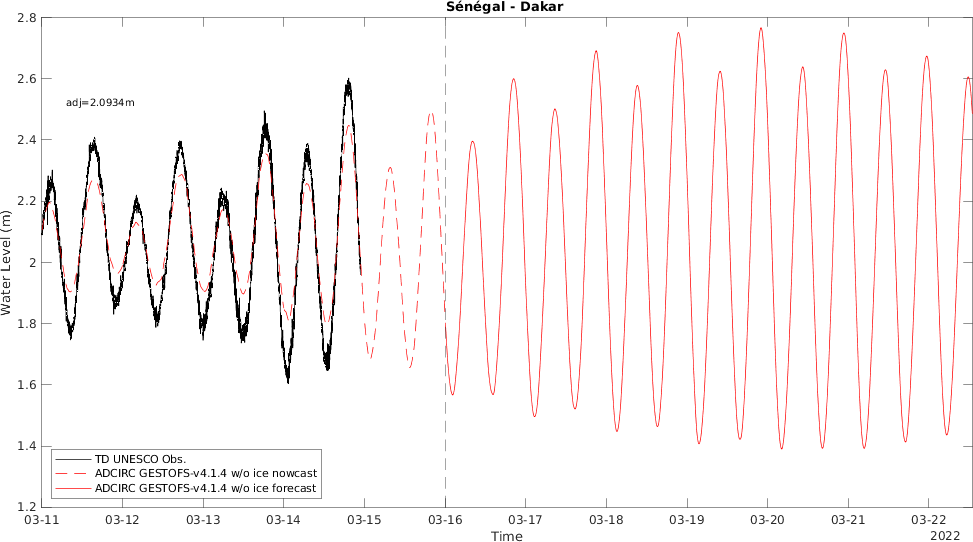 Sénégal - Dakar
2.8
2.6
2.4
2.2
2
1.8
1.6
1.4
1.2
Water Level (m)
adj=2.0934m
TD UNESCO Obs.
ADCIRC GESTOFS-v4.1.4 w/o ice nowcast
ADCIRC GESTOFS-v4.1.4 w/o ice forecast
03-11 03-12 03-13 03-14 03-15 03-16 03-17 03-18 03-19 03-20 03-21 03-22
Time
2022